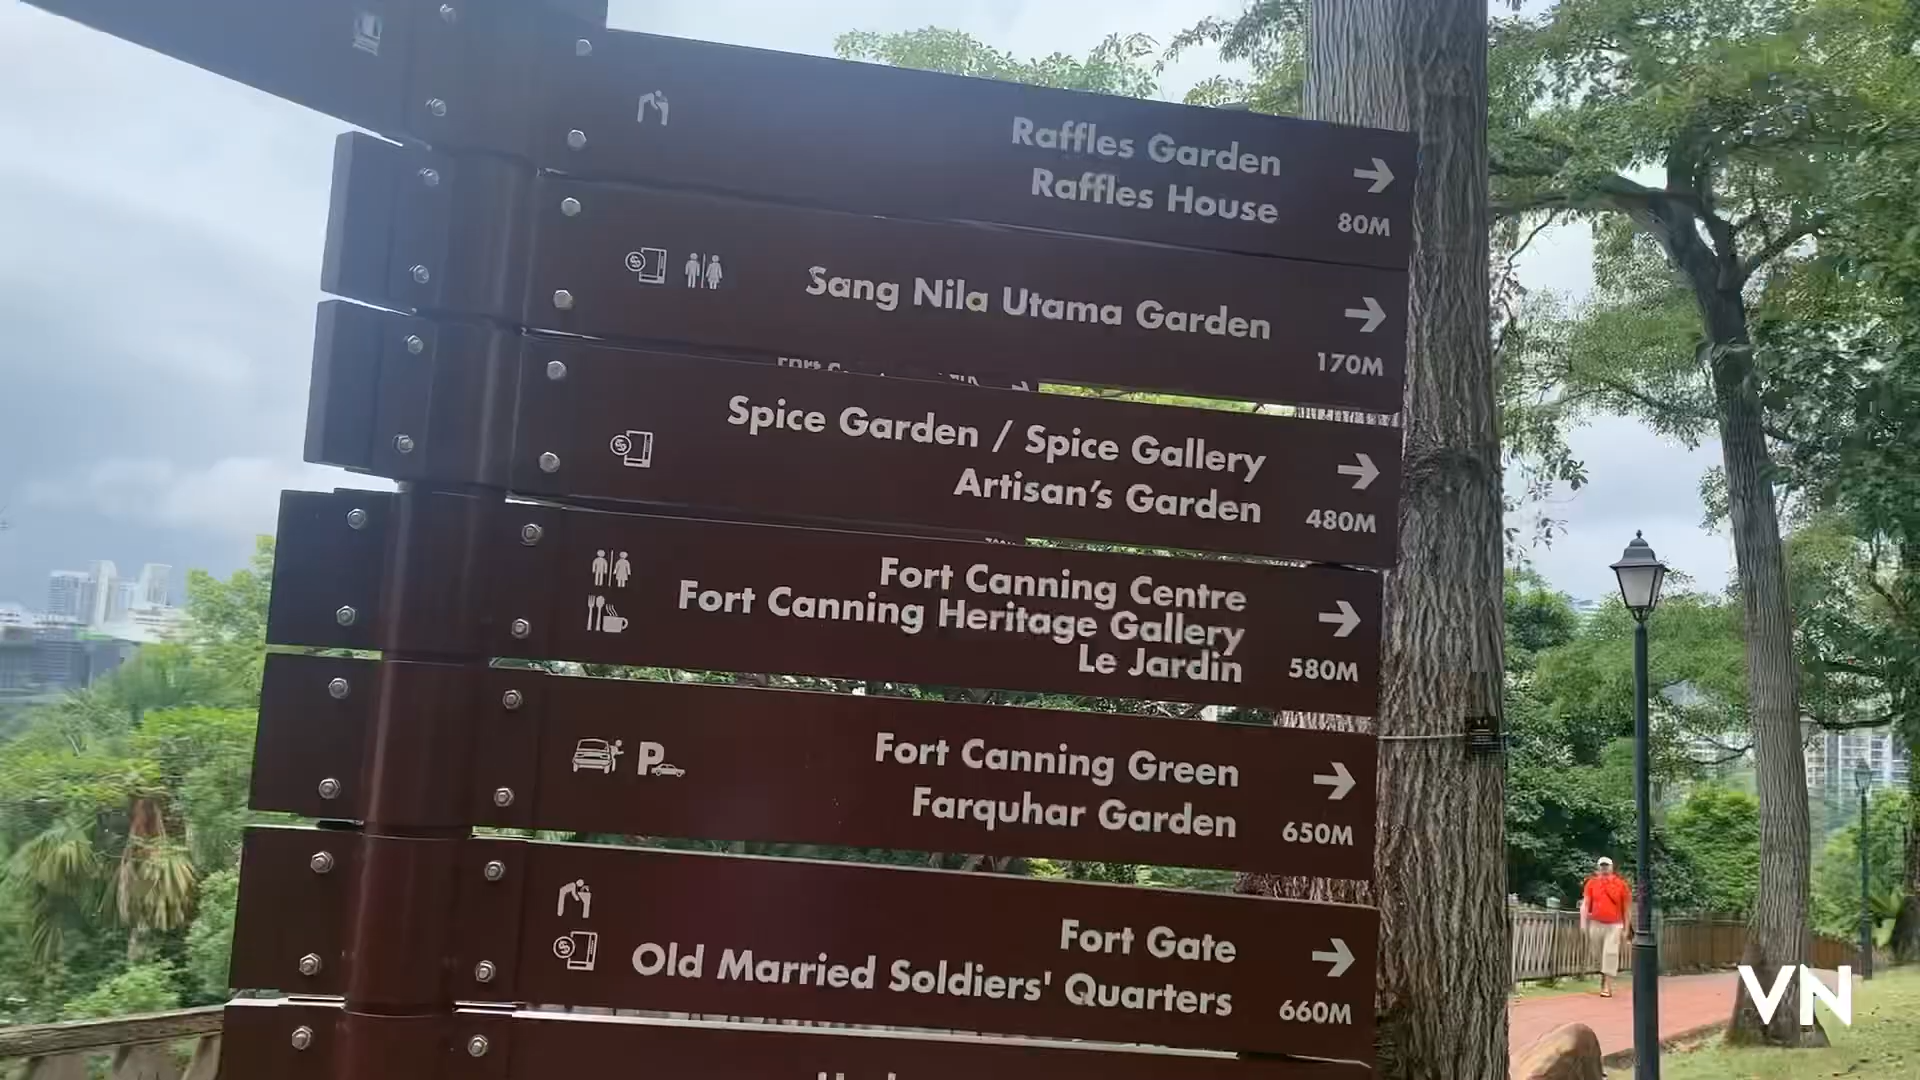 Raffles Garden
Raffles House
80M
Sang Nila Utama Garden
170M
Spice Garden / Spice Gallery
Artisan's Garden
480M
Fort Canning Centre
Fort Canning Heritage Gallery
Le Jardin
580M
P
Fort Canning Green
Farquhar Garden
650M
Fort Gate
Old Married Soldiers' Quarters
660M
VN